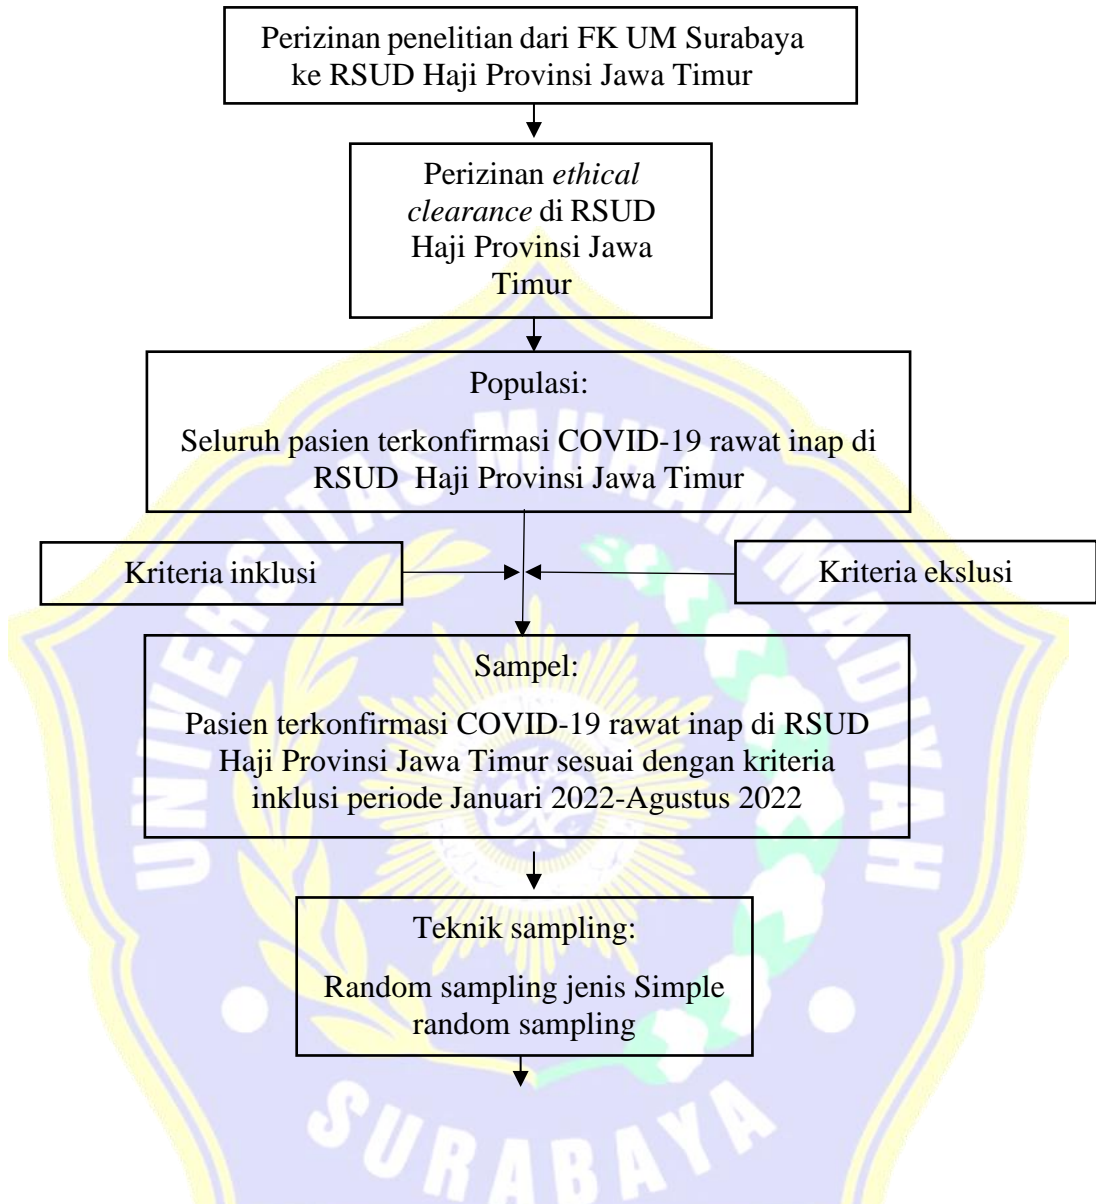 Perizinan penelitian dari FK UM Surabaya
ke RSUD Haji Provinsi Jawa Timur
Perizinan ethical
clearance di RSUD
Haji Provinsi Jawa
Timur
Populasi:
Seluruh pasien terkonfirmasi COVID-19 rawat inap di
RSUD Haji Provinsi Jawa Timur
Kriteria inklusi
Kriteria ekslusi
Sampel:
Pasien terkonfirmasi COVID-19 rawat inap di RSUD
Haji Provinsi Jawa Timur sesuai dengan kriteria
inklusi periode Januari 2022-Agustus 2022
Teknik sampling:
Random sampling jenis Simple
random sampling
UNIVERSITAS MUHAMMADIYAH
SURABAYA